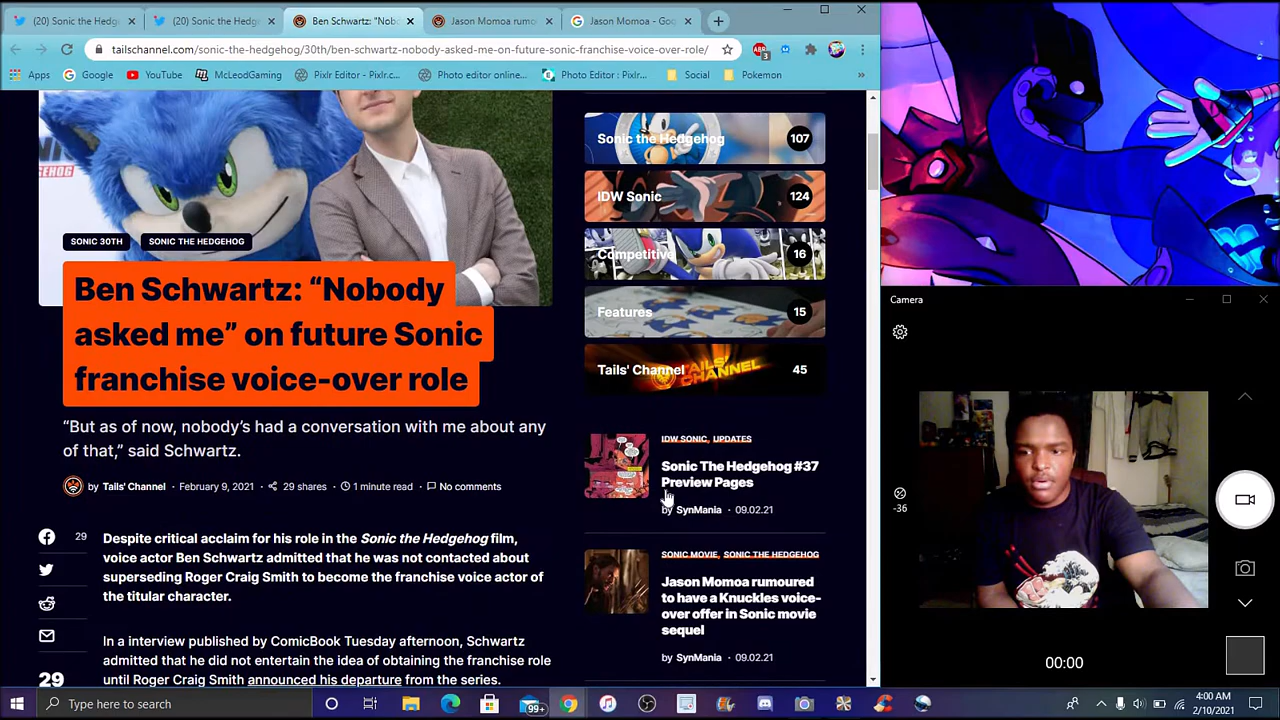 (20) Sonic the Hedg
(20) Sonic the Hedge
Ben Schwartz: "Nobody
Jason Momoa rumo
Jason Momoa - Goo
tailschannel.com/sonic-the-hedgehog/30th/ben-schwartz-nobody-asked-me-on-future-sonic-franchise-voice-over-role/
Apps
Google
YouTube
McLeodGaming
Pixlr Editor - Pixlr.c...
Photo editor online...
Photo Editor : Pixlr...
Social
Pokemon
HOG
SONIC 30TH
SONIC THE HEDGEHOG
Ben Schwartz: “Nobody
asked me” on future Sonic
franchise voice-over role
“But as of now, nobody’s had a conversation with me about any
of that,” said Schwartz.
by Tails' Channel • February 9, 2021 • 29 shares • 1 minute read • No comments
29
Despite critical acclaim for his role in the Sonic the Hedgehog film,
voice actor Ben Schwartz admitted that he was not contacted about
superseding Roger Craig Smith to become the franchise voice actor of
the titular character.
In a interview published by ComicBook Tuesday afternoon, Schwartz
admitted that he did not entertain the idea of obtaining the franchise role
until Roger Craig Smith announced his departure from the series.
29
Sonic the Hedgehog 107
IDW Sonic 124
Competitive 16
Features 15
Tails' Channel 45
IDW SONIC, UPDATES
Sonic The Hedgehog #37
Preview Pages
by SynMania • 09.02.21
SONIC MOVIE, SONIC THE HEDGEHOG
Jason Momoa rumoured
to have a Knuckles voice-
over offer in Sonic movie
sequel
by SynMania • 09.02.21
Camera
-36
00:00
Type here to search
99+
4:00 AM
2/10/2021